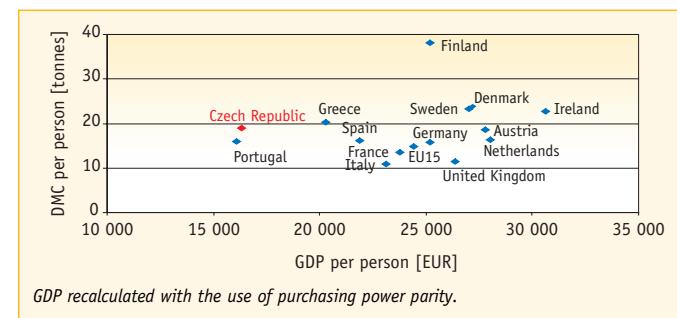 40
30
20
10
0
DMC per person [tonnes]
Finland
Denmark
Sweden
Ireland
Greece
Czech Republic
Spain
Germany
Austria
France
EU15
Netherlands
Portugal
Italy
United Kingdom
10 000 15 000 20 000 25 000 30 000 35 000
GDP per person [EUR]
GDP recalculated with the use of purchasing power parity.